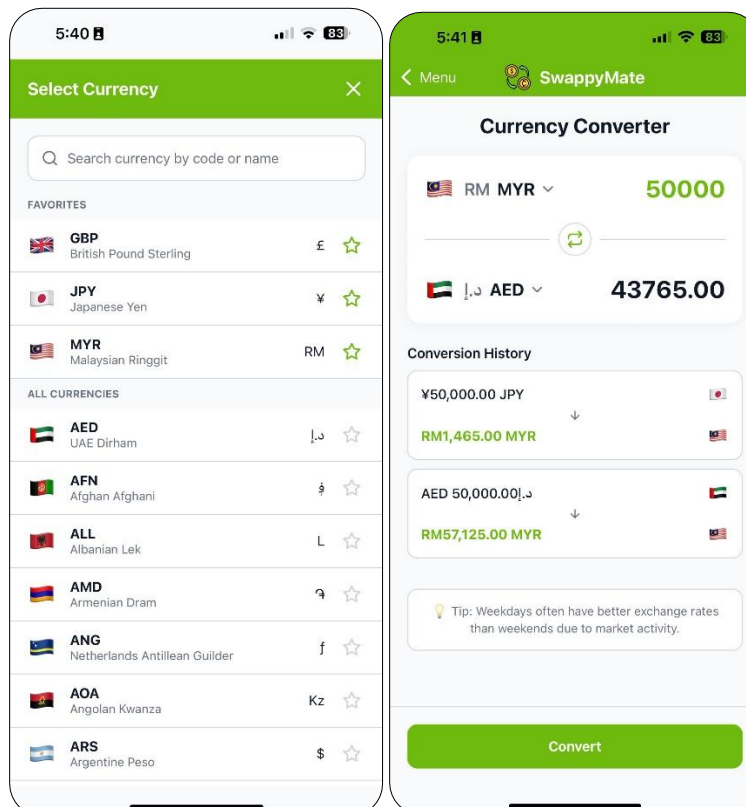 5:40
83
Select Currency
Search currency by code or name
FAVORITES
GBP
British Pound Sterling
£
JPY
Japanese Yen
¥
MYR
Malaysian Ringgit
RM
ALL CURRENCIES
AED
UAE Dirham
د.إ
AFN
Afghan Afghani
؋
ALL
Albanian Lek
L
AMD
Armenian Dram
֏
ANG
Netherlands Antillean Guilder
ƒ
AOA
Angolan Kwanza
Kz
ARS
Argentine Peso
$
5:41
83
Menu
SwappyMate
Currency Converter
RM MYR
50000
د.إ AED
43765.00
Conversion History
¥50,000.00 JPY
RM1,465.00 MYR
AED 50,000.00د.إ
RM57,125.00 MYR
Tip: Weekdays often have better exchange rates
than weekends due to market activity.
Convert